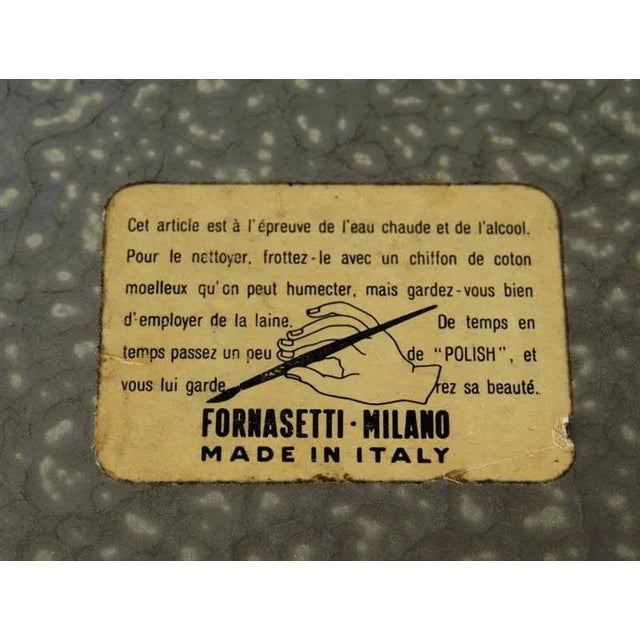 Cet article est à l'épreuve de l'eau chaude et de l'alcool.
Pour le nettoyer, frottez-le avec un chiffon de coton
moelleux qu'on peut humecter, mais gardez-vous bien
d'employer de la laine. De temps en
temps passez un peu de "POLISH", et
vous lui garde rez sa beauté.
FORNASETTI · MILANO
MADE IN ITALY